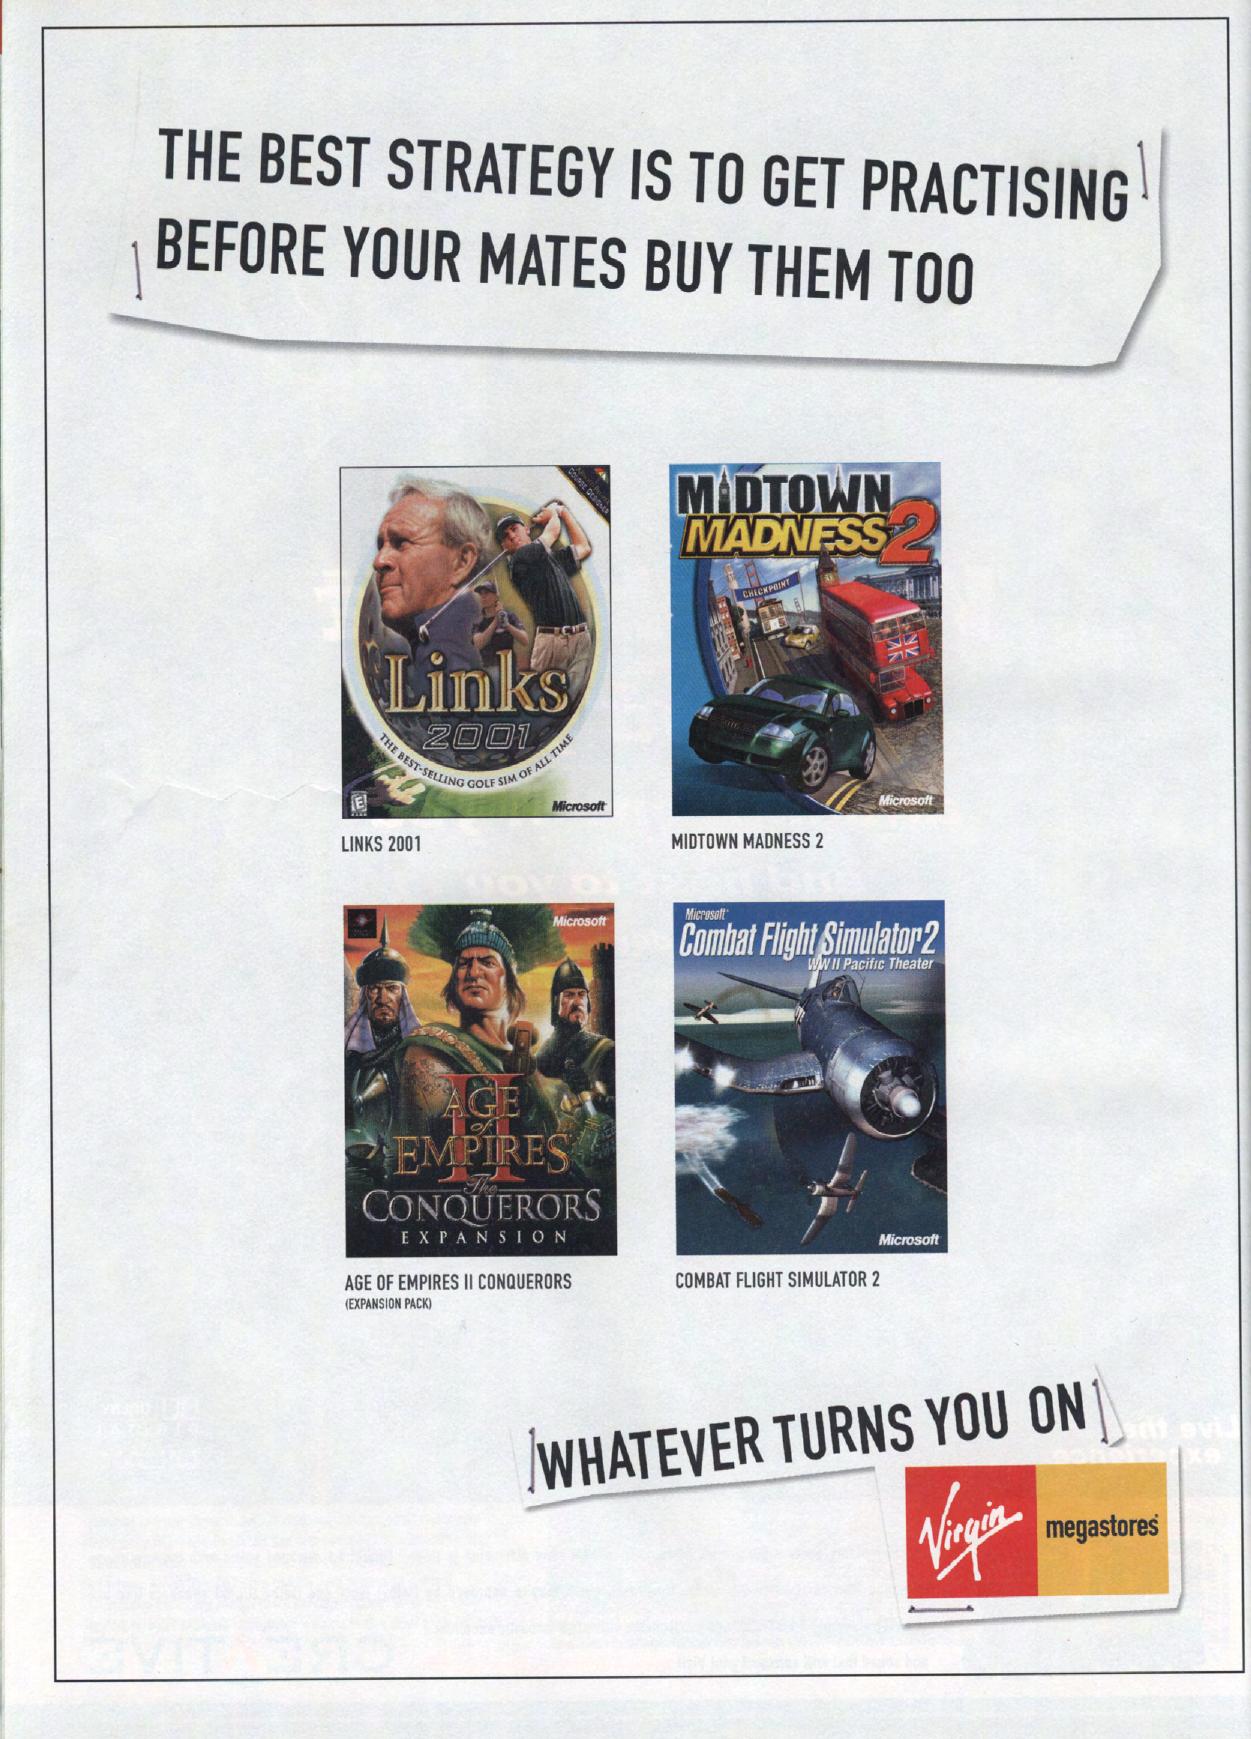 THE BEST STRATEGY IS TO GET PRACTISING
BEFORE YOUR MATES BUY THEM TOO
Links
2001
THE BEST-SELLING GOLF SIM OF ALL TIME
E
Microsoft
LINKS 2001
MIDTOWN
MADNESS 2
CHECKPOINT
Microsoft
MIDTOWN MADNESS 2
Microsoft
II
AGE
of
EMPIRES
The
CONQUERORS
EXPANSION
AGE OF EMPIRES II CONQUERORS
(EXPANSION PACK)
Microsoft
Combat Flight Simulator 2
WW II Pacific Theater
Microsoft
COMBAT FLIGHT SIMULATOR 2
WHATEVER TURNS YOU ON
Virgin
megastores